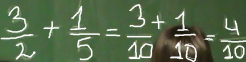 3/2 + 1/5 = 3/10 + 1/10 = 4/10